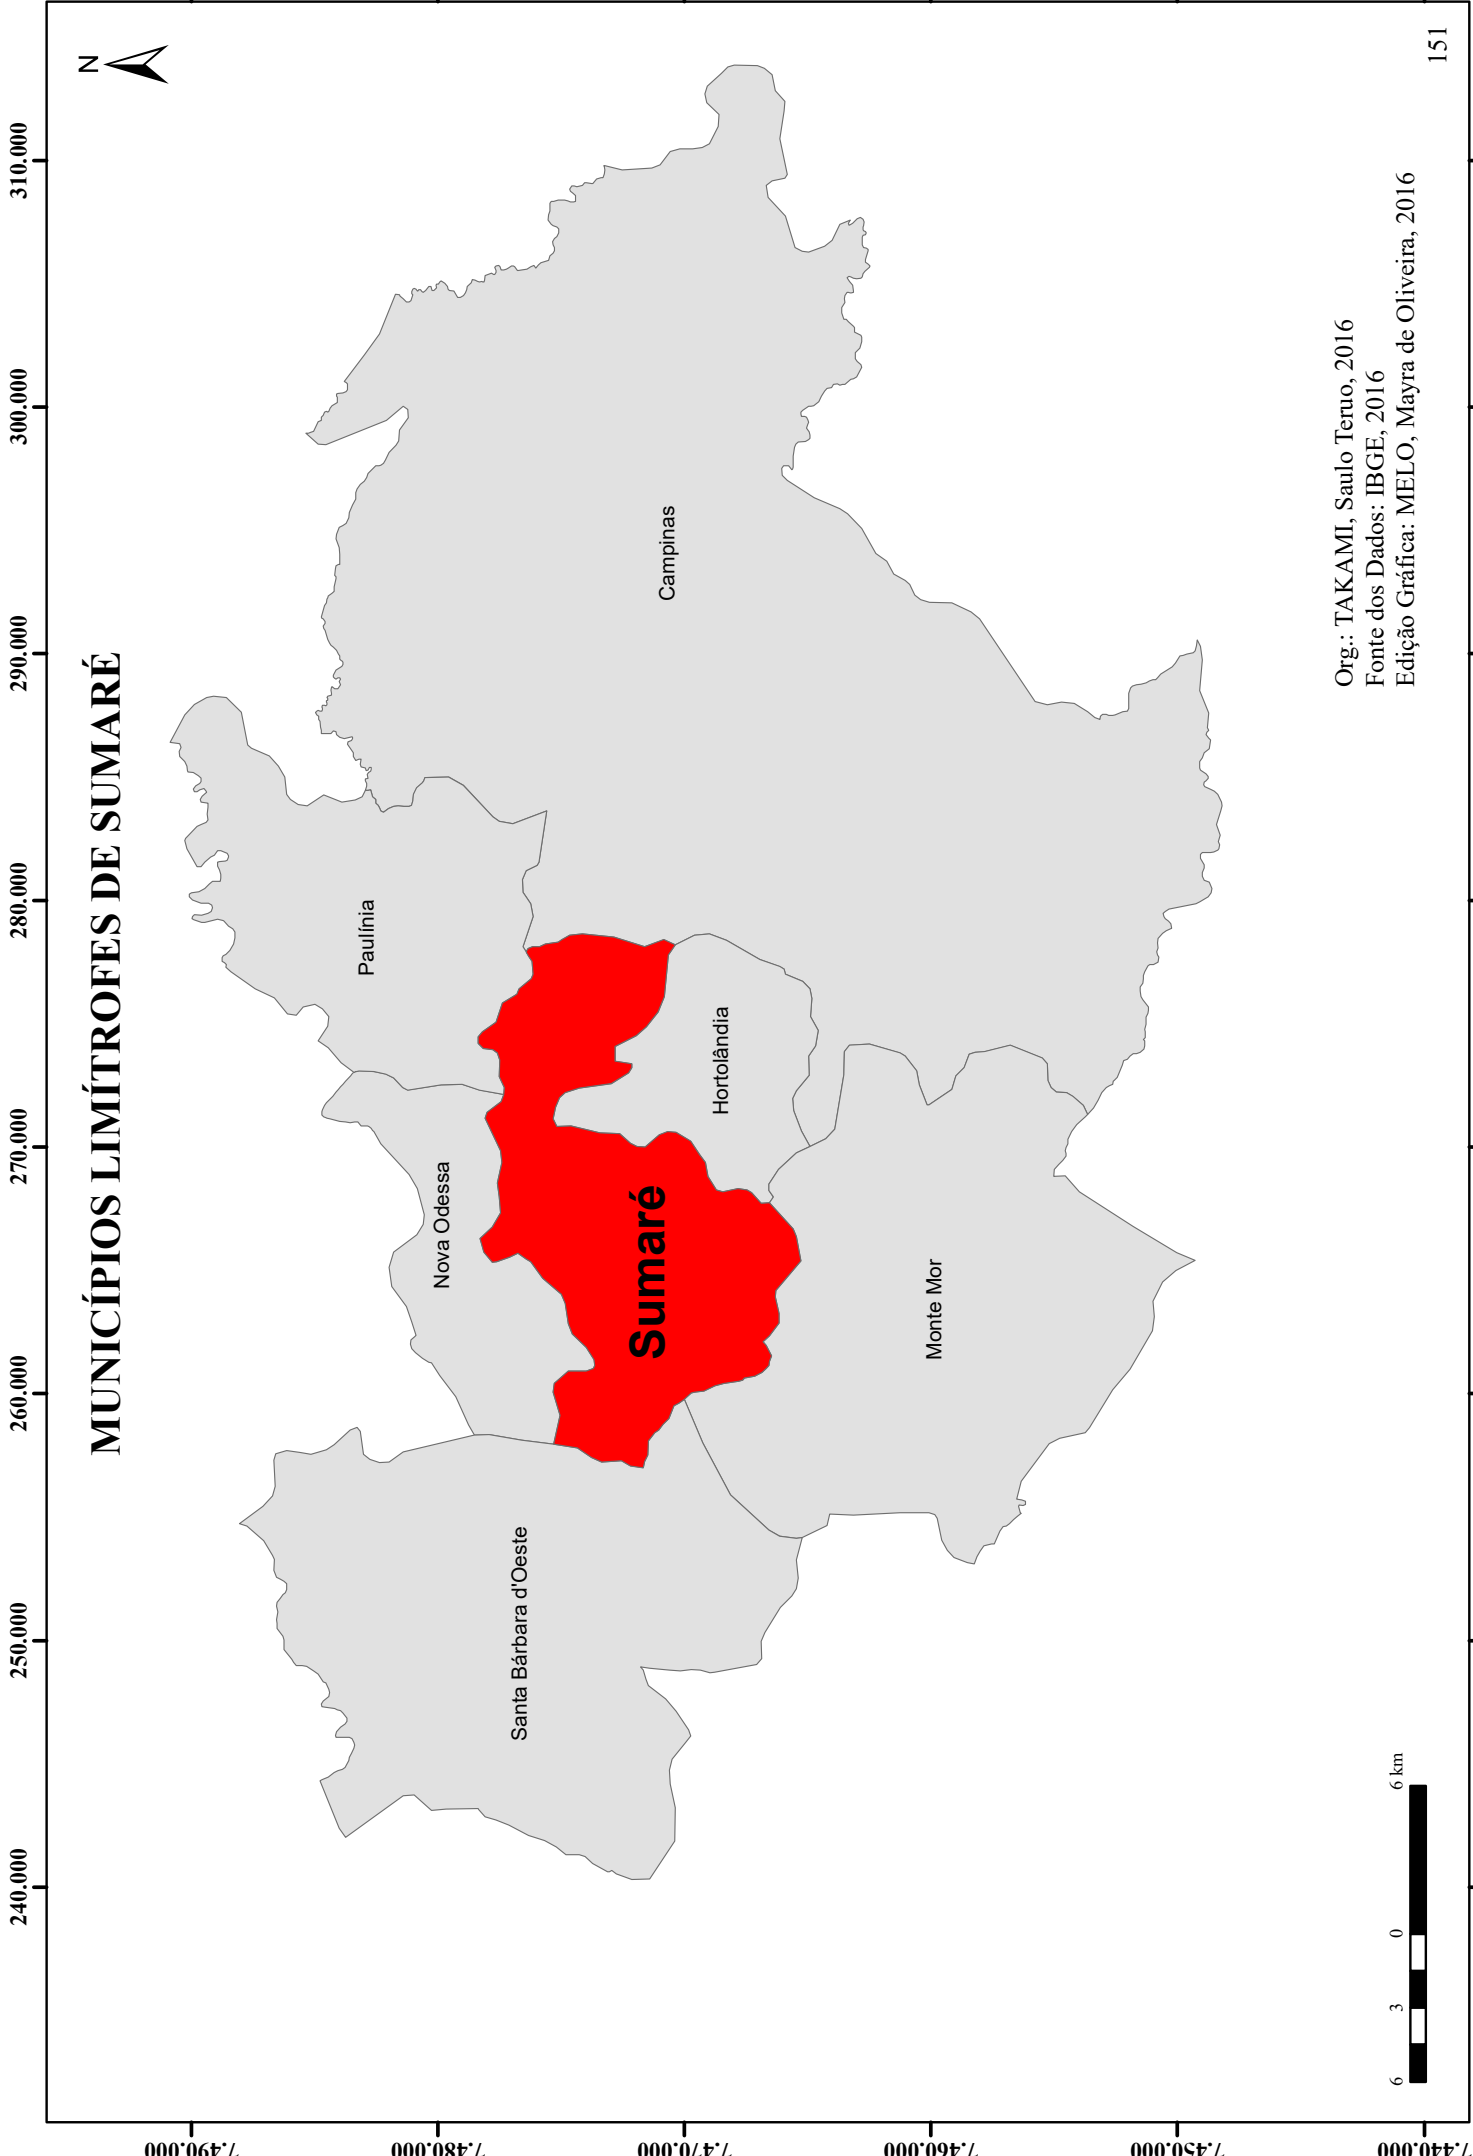 MUNICÍPIOS LIMÍTROFES DE SUMARÉ
N
240.000 250.000 260.000 270.000 280.000 290.000 300.000 310.000
7.490.000
7.480.000
7.470.000
7.460.000
7.450.000
7.440.000
Paulínia
Nova Odessa
Santa Bárbara d'Oeste
Sumaré
Campinas
Hortolândia
Monte Mor
Org.: TAKAMI, Saulo Teruo, 2016
Fonte dos Dados: IBGE, 2016
Edição Gráfica: MELO, Mayra de Oliveira, 2016
6 3 0 6 km
151